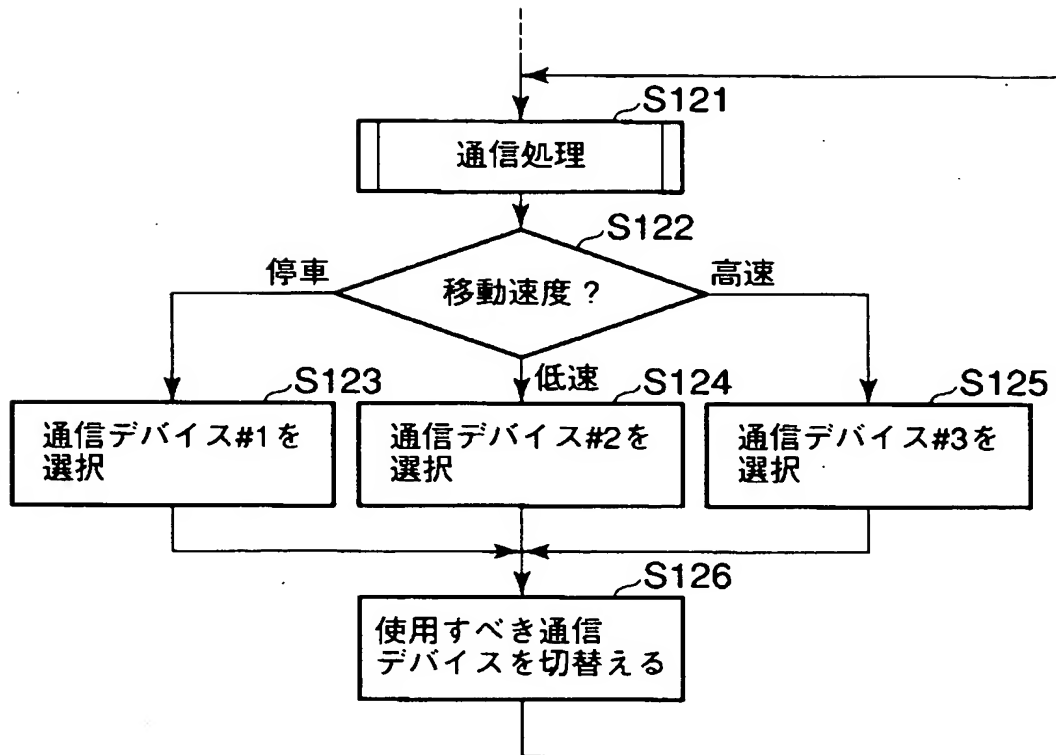 S121
通信処理
S122
停車
移動速度?
高速
低速
S123
S124
S125
通信デバイス#1を
選択
通信デバイス#2を
選択
通信デバイス#3を
選択
S126
使用すべき通信
デバイスを切替える